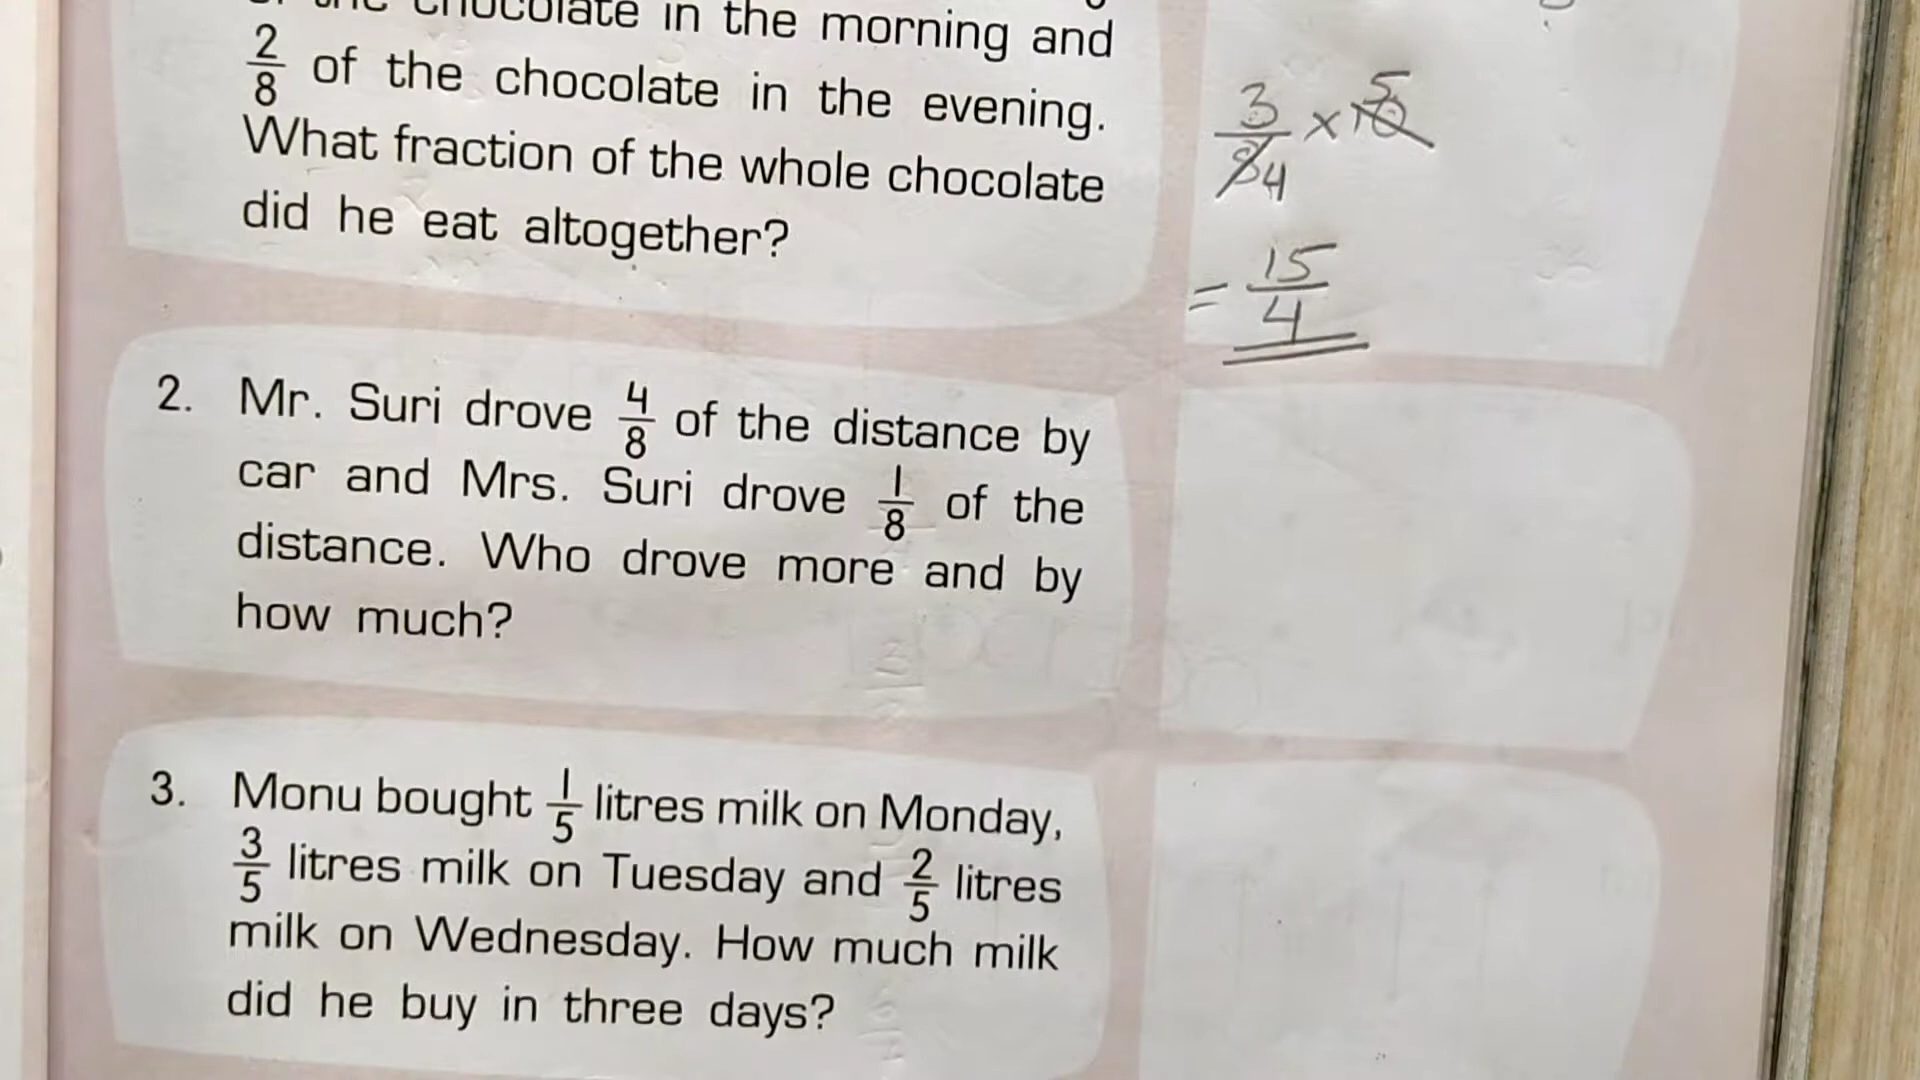 chocolate in the morning and
2/8 of the chocolate in the evening.
What fraction of the whole chocolate
did he eat altogether?
3/8̸4 × 1̸0̸ 5
= 15/4
2. Mr. Suri drove 4/8 of the distance by
car and Mrs. Suri drove 1/8 of the
distance. Who drove more and by
how much?
3. Monu bought 1/5 litres milk on Monday,
3/5 litres milk on Tuesday and 2/5 litres
milk on Wednesday. How much milk
did he buy in three days?